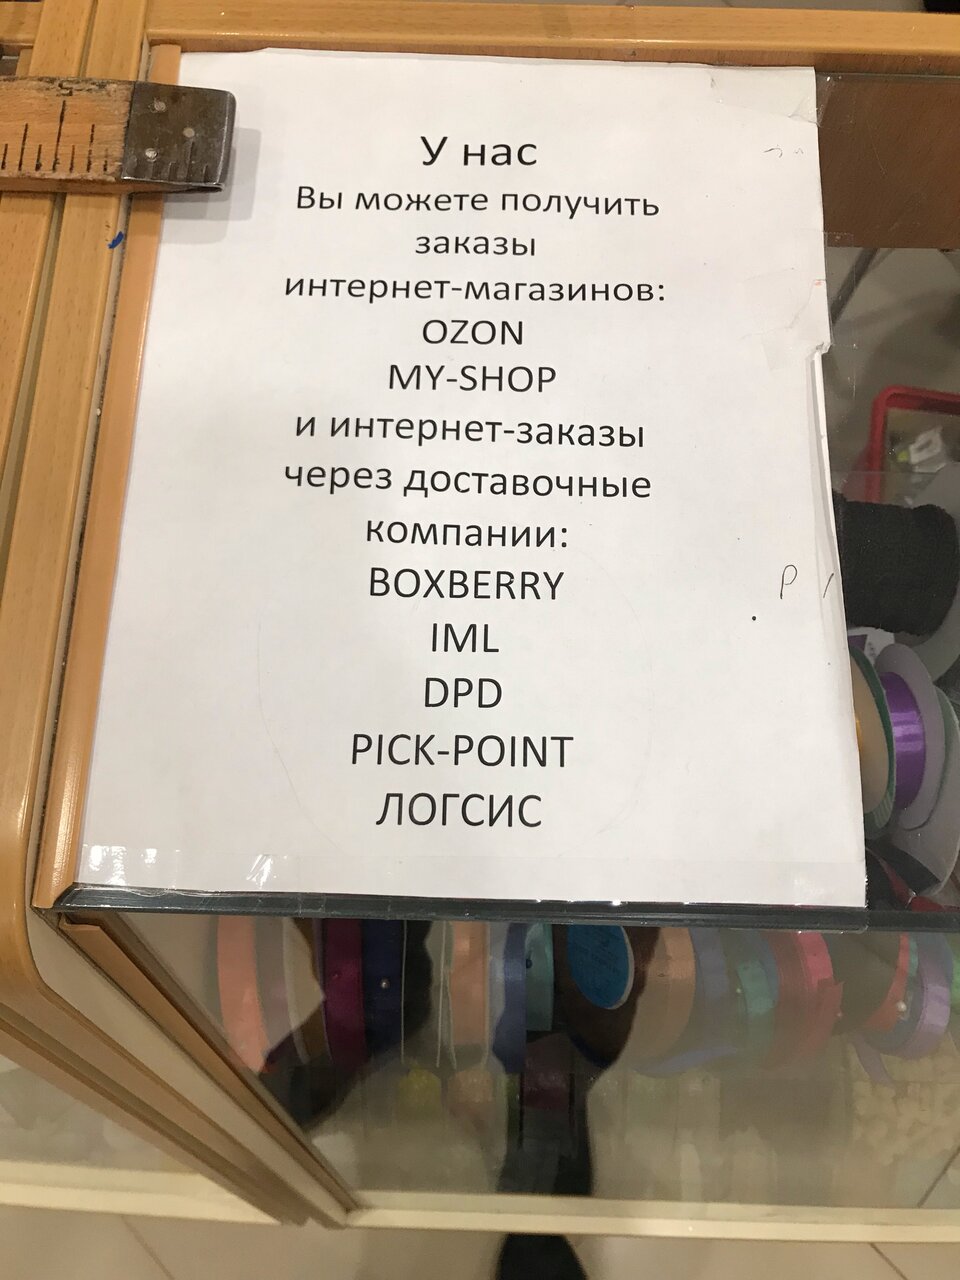 У нас
Вы можете получить
заказы
интернет-магазинов:
OZON
MY-SHOP
и интернет-заказы
через доставочные
компании:
BOXBERRY
IML
DPD
PICK-POINT
ЛОГСИС